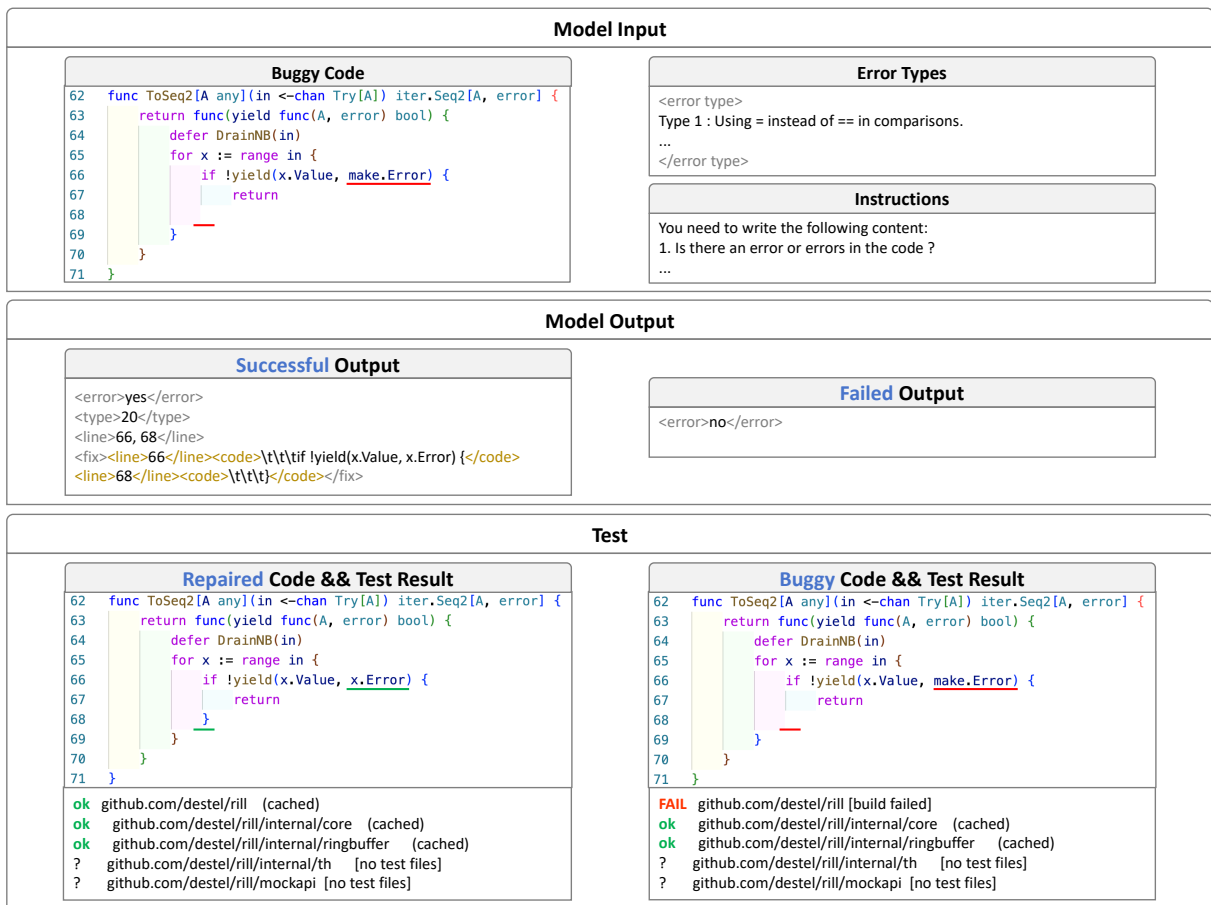 Model Input
Buggy Code
62 func ToSeq2[A any](in <-chan Try[A]) iter.Seq2[A, error] {
63 return func(yield func(A, error) bool) {
64 defer DrainNB(in)
65 for x := range in {
66 if !yield(x.Value, make.Error) {
67 return
68
69 }
70 }
71 }
Error Types
<error type>
Type 1 : Using = instead of == in comparisons.
...
</error type>
Instructions
You need to write the following content:
1. Is there an error or errors in the code ?
...
Model Output
Successful Output
<error>yes</error>
<type>20</type>
<line>66, 68</line>
<fix><line>66</line><code>\t\t\tif !yield(x.Value, x.Error) {</code>
<line>68</line><code>\t\t\t}</code></fix>
Failed Output
<error>no</error>
Test
Repaired Code && Test Result
62 func ToSeq2[A any](in <-chan Try[A]) iter.Seq2[A, error] {
63 return func(yield func(A, error) bool) {
64 defer DrainNB(in)
65 for x := range in {
66 if !yield(x.Value, x.Error) {
67 return
68 }
69 }
70 }
71 }
ok github.com/destel/rill (cached)
ok github.com/destel/rill/internal/core (cached)
ok github.com/destel/rill/internal/ringbuffer (cached)
? github.com/destel/rill/internal/th [no test files]
? github.com/destel/rill/mockapi [no test files]
Buggy Code && Test Result
62 func ToSeq2[A any](in <-chan Try[A]) iter.Seq2[A, error] {
63 return func(yield func(A, error) bool) {
64 defer DrainNB(in)
65 for x := range in {
66 if !yield(x.Value, make.Error) {
67 return
68
69 }
70 }
71 }
FAIL github.com/destel/rill [build failed]
ok github.com/destel/rill/internal/core (cached)
ok github.com/destel/rill/internal/ringbuffer (cached)
? github.com/destel/rill/internal/th [no test files]
? github.com/destel/rill/mockapi [no test files]